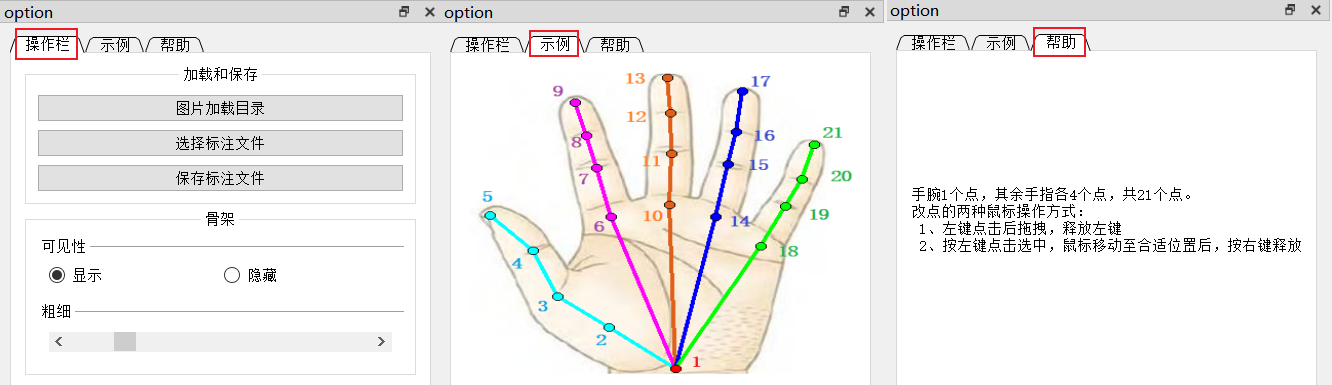 option
操作栏 示例 帮助
加载和保存
图片加载目录
选择标注文件
保存标注文件
骨架
可见性
显示 隐藏
粗细
option
操作栏 示例 帮助
13
17
9
12
21
8
16
11
15
7
20
5
10
14
19
6
18
4
3
2
1
option
操作栏 示例 帮助
手腕1个点，其余手指各4个点，共21个点。
改点的两种鼠标操作方式：
1、左键点击后拖拽，释放左键
2、按左键点击选中，鼠标移动至合适位置后，按右键释放